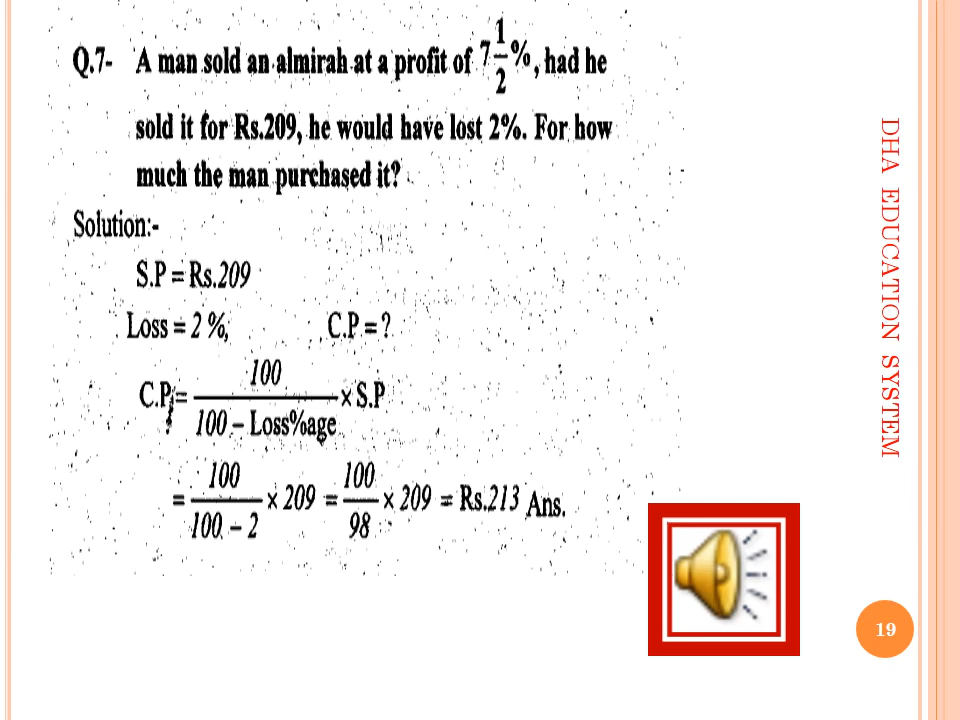 Q.7- A man sold an almirah at a profit of 7 1/2 %, had he
sold it for Rs.209, he would have lost 2%. For how
much the man purchased it?
Solution:-
S.P = Rs.209
Loss = 2 %, C.P = ?
C.P = 100 / (100 – Loss%age) × S.P
= 100 / (100 – 2) × 209 = 100 / 98 × 209 = Rs.213 Ans.
DHA EDUCATION SYSTEM
19